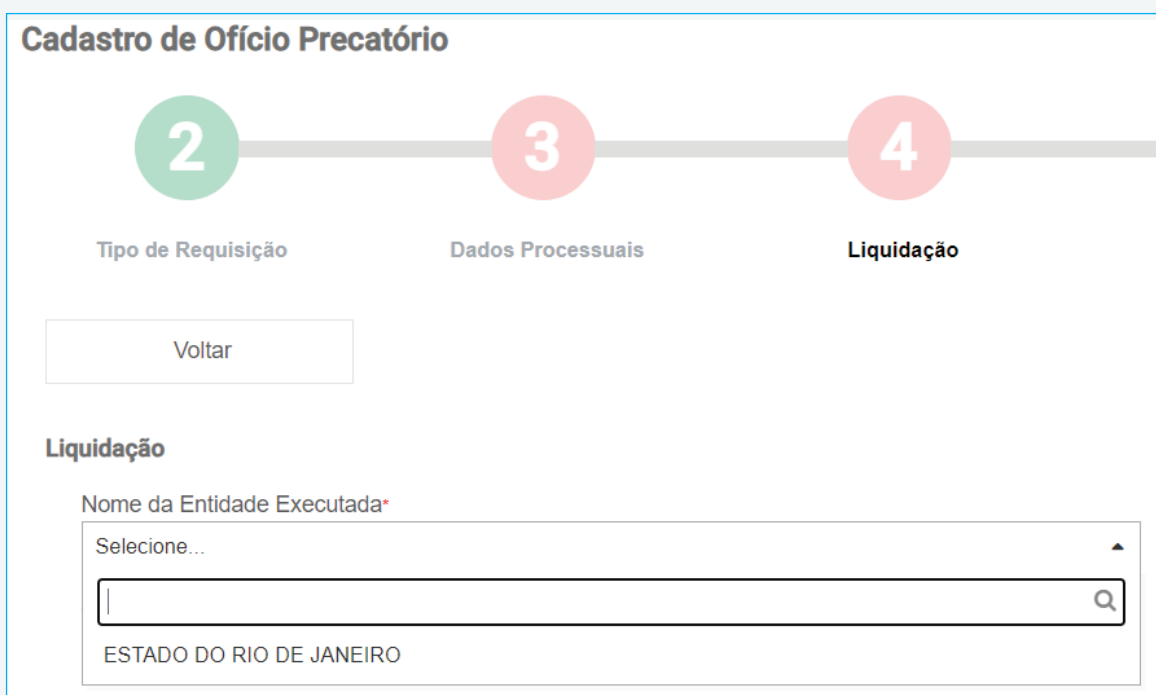 Cadastro de Ofício Precatório
2 3 4
Tipo de Requisição Dados Processuais Liquidação
Voltar
Liquidação
Nome da Entidade Executada*
Selecione...
ESTADO DO RIO DE JANEIRO